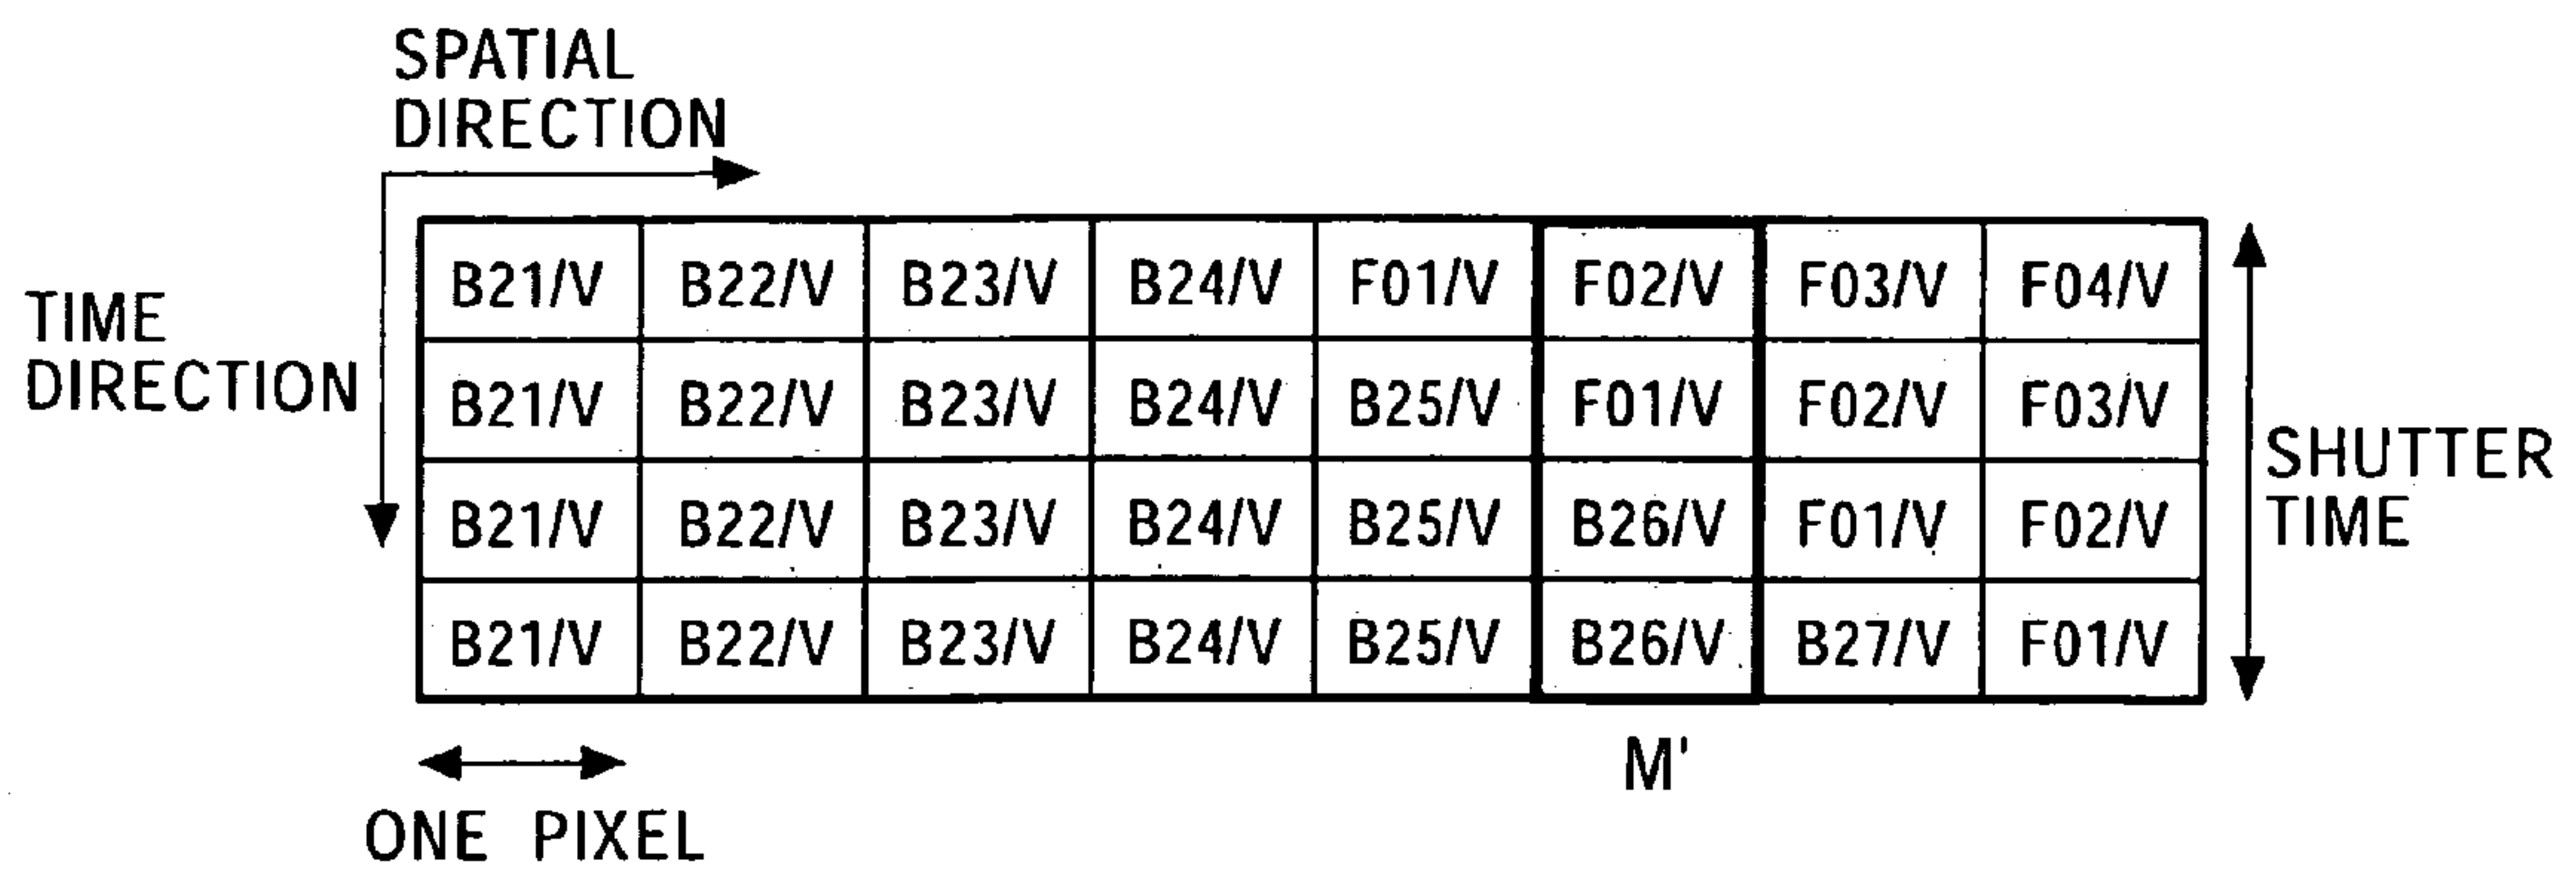 SPATIAL
DIRECTION
TIME
DIRECTION
B21/V B22/V B23/V B24/V F01/V F02/V F03/V F04/V
B21/V B22/V B23/V B24/V B25/V F01/V F02/V F03/V
B21/V B22/V B23/V B24/V B25/V B26/V F01/V F02/V
B21/V B22/V B23/V B24/V B25/V B26/V B27/V F01/V
SHUTTER
TIME
M'
ONE PIXEL